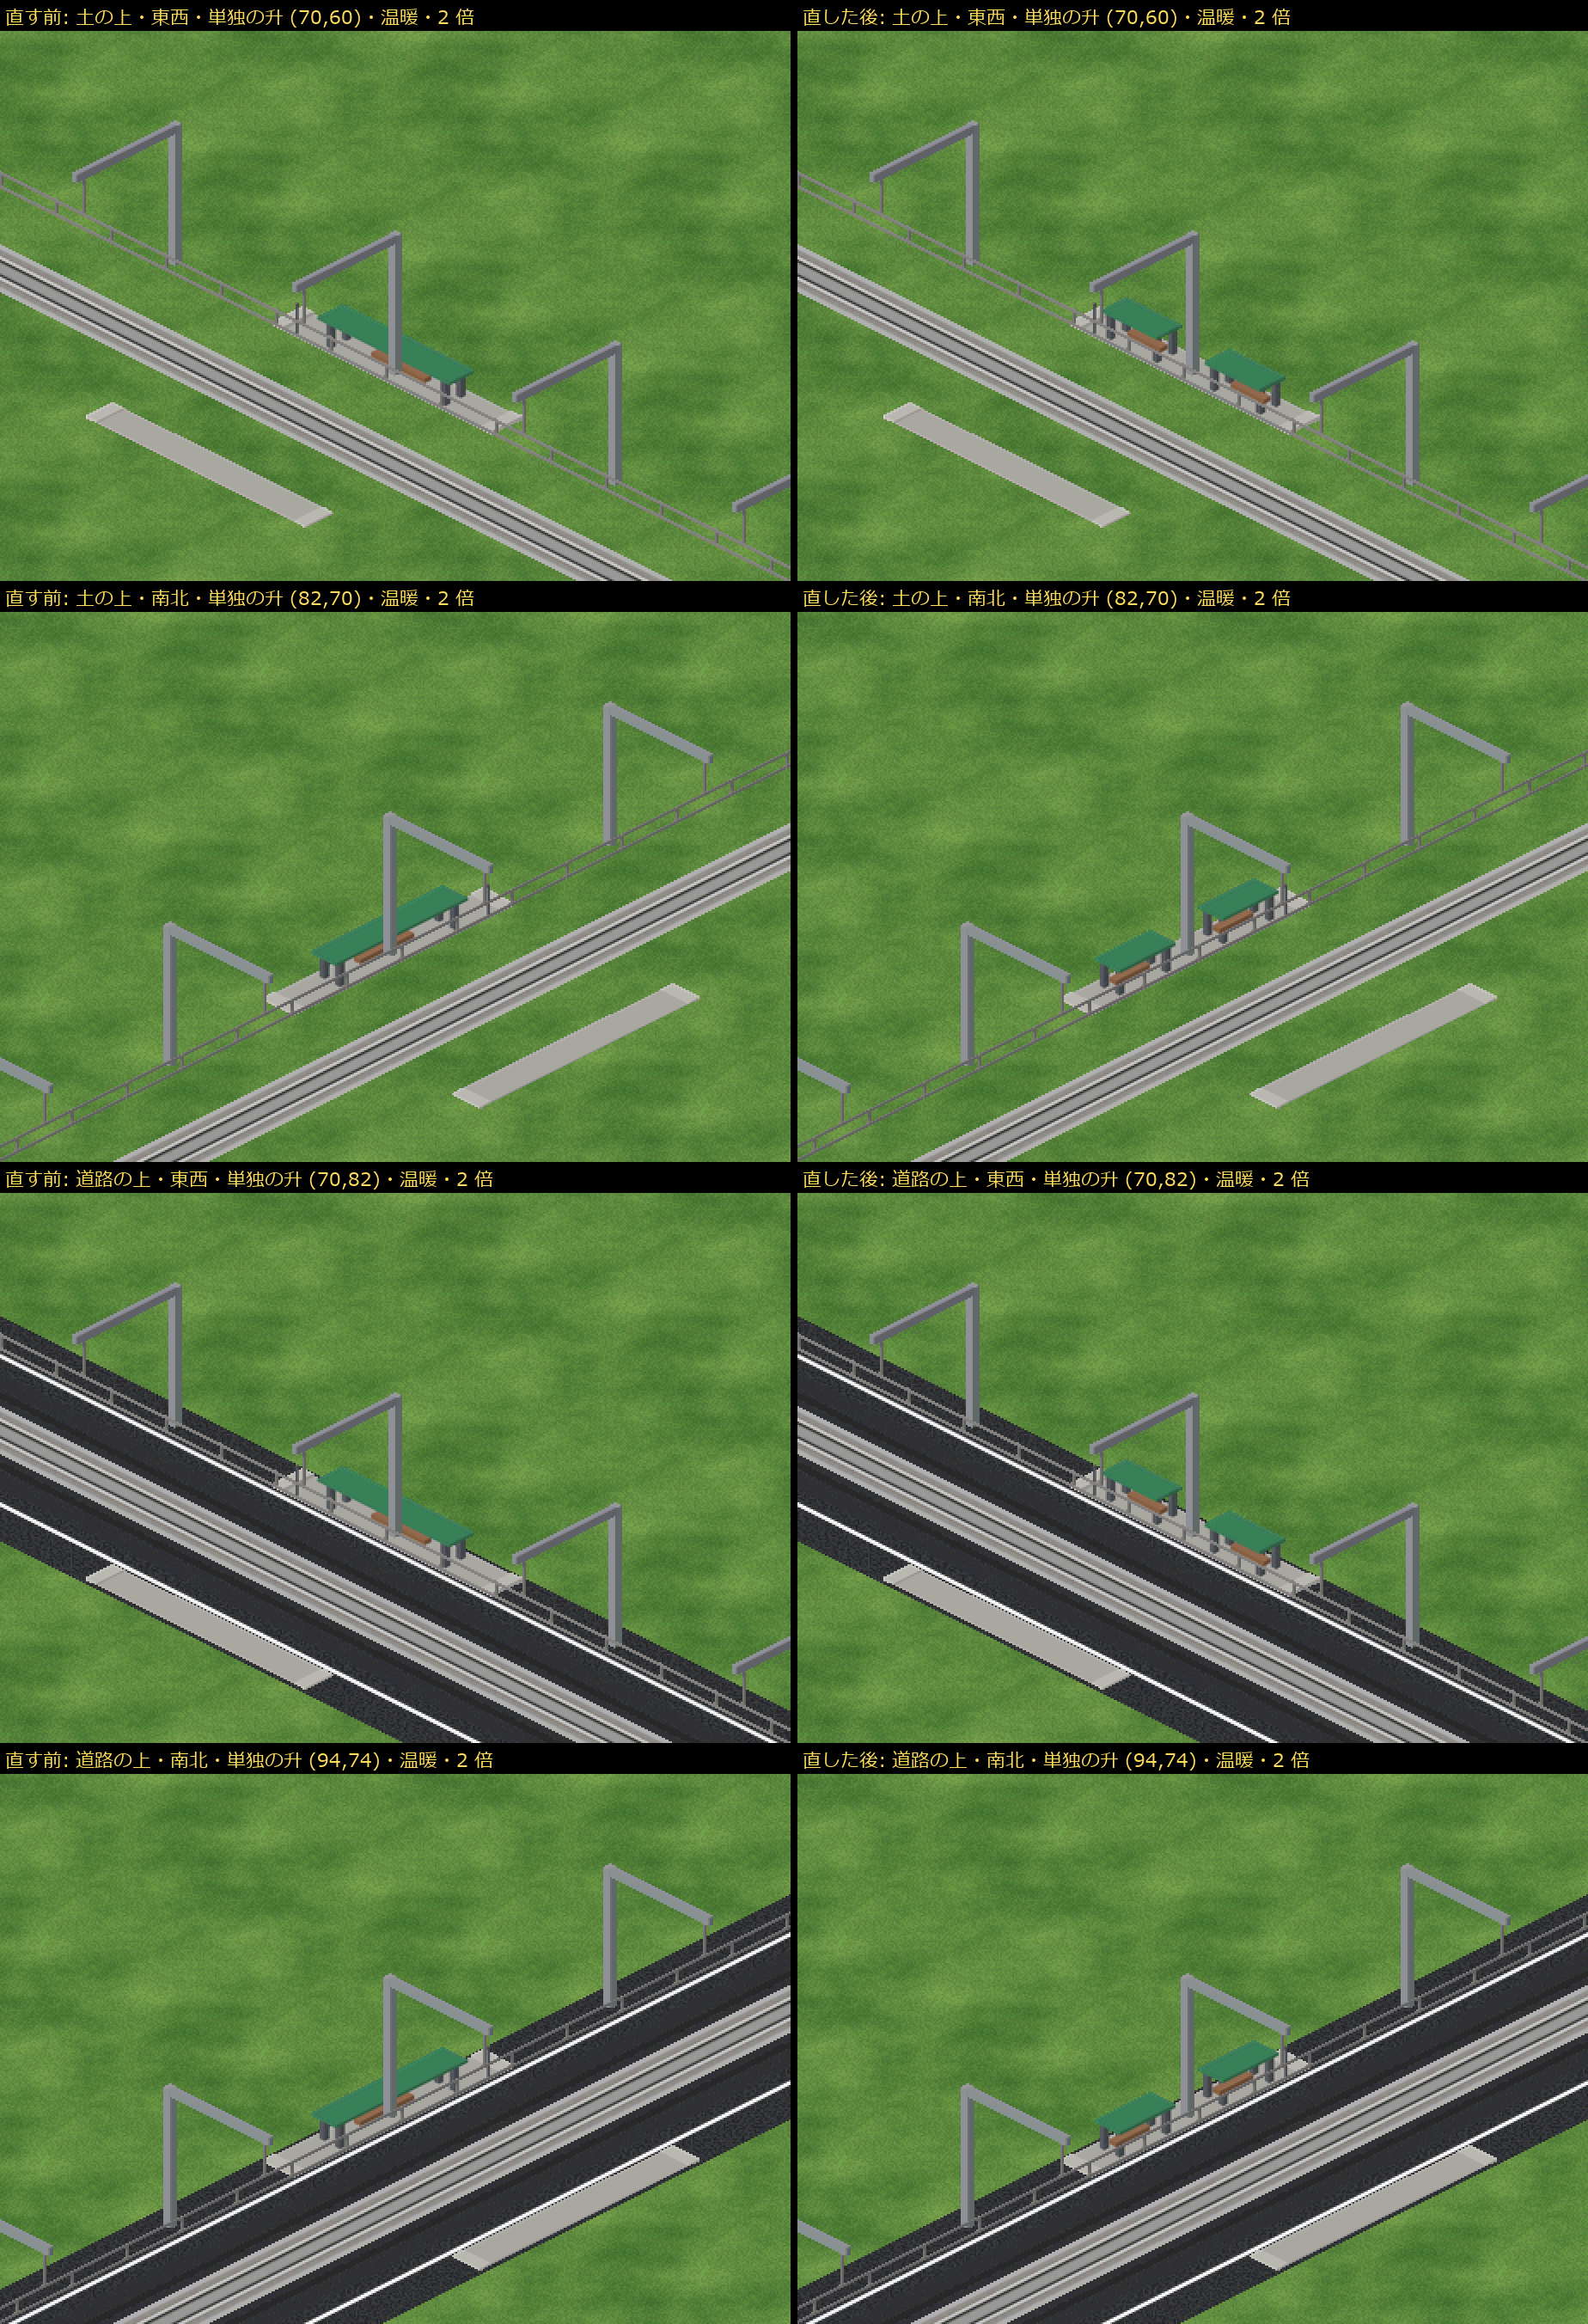 直す前: 土の上・東西・単独の升 (70,60)・温暖・2 倍
直した後: 土の上・東西・単独の升 (70,60)・温暖・2 倍
直す前: 土の上・南北・単独の升 (82,70)・温暖・2 倍
直した後: 土の上・南北・単独の升 (82,70)・温暖・2 倍
直す前: 道路の上・東西・単独の升 (70,82)・温暖・2 倍
直した後: 道路の上・東西・単独の升 (70,82)・温暖・2 倍
直す前: 道路の上・南北・単独の升 (94,74)・温暖・2 倍
直した後: 道路の上・南北・単独の升 (94,74)・温暖・2 倍